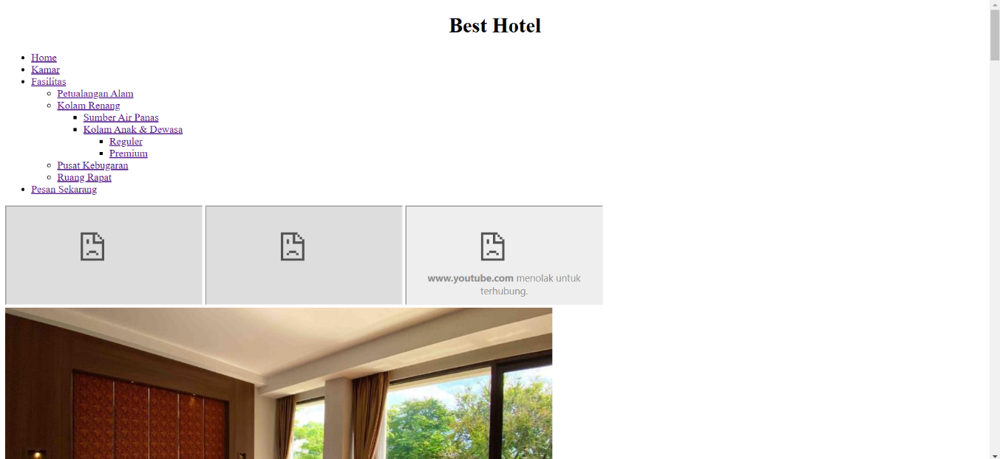 Best Hotel
Home
Kamar
Fasilitas
Petualangan Alam
Kolam Renang
Sumber Air Panas
Kolam Anak & Dewasa
Reguler
Premium
Pusat Kebugaran
Ruang Rapat
Pesan Sekarang
www.youtube.com menolak untuk
terhubung.